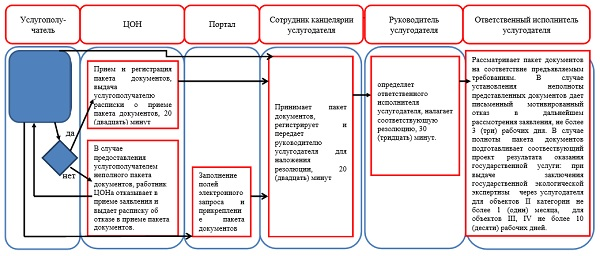 Услугополу-
чатель
ЦОН
Портал
Сотрудник канцелярии
услугодателя
Руководитель
услугодателя
Ответственный исполнитель
услугодателя
да
нет
Прием и регистрация
пакета документов,
выдача
услугополучателю
расписки о приеме
пакета документов, 20
(двадцать) минут
В случае
предоставления
услугополучателем
неполного пакета
документов, работник
ЦОНа отказывает в
приеме заявления и
выдает расписку об
отказе в приеме пакета
документов.
Заполнение
полей
электронного
запроса и
прикреплени
е пакета
документов
Принимает пакет
документов,
регистрирует и
передает
руководителю
услугодателя для
наложения
резолюции, 20
(двадцать) минут
определяет
ответственного
исполнителя
услугодателя, налагает
соответствующую
резолюцию, 30
(тридцать) минут.
Рассматривает пакет документов
на соответствие предъявляемым
требованиям. В случае
установления неполноты
представленных документов дает
письменный мотивированный
отказ в дальнейшем
рассмотрения заявления, не более
3 (три) рабочих дня. В случае
полноты пакета документов
подготавливает соответствующий
проект результата оказания
государственной услуги: при
выдаче заключения
государственной экологической
экспертизы через услугодателя
для объектов II категории не
более 1 (один) месяца, для
объектов III, IV не более 10
(десяти) рабочих дней.